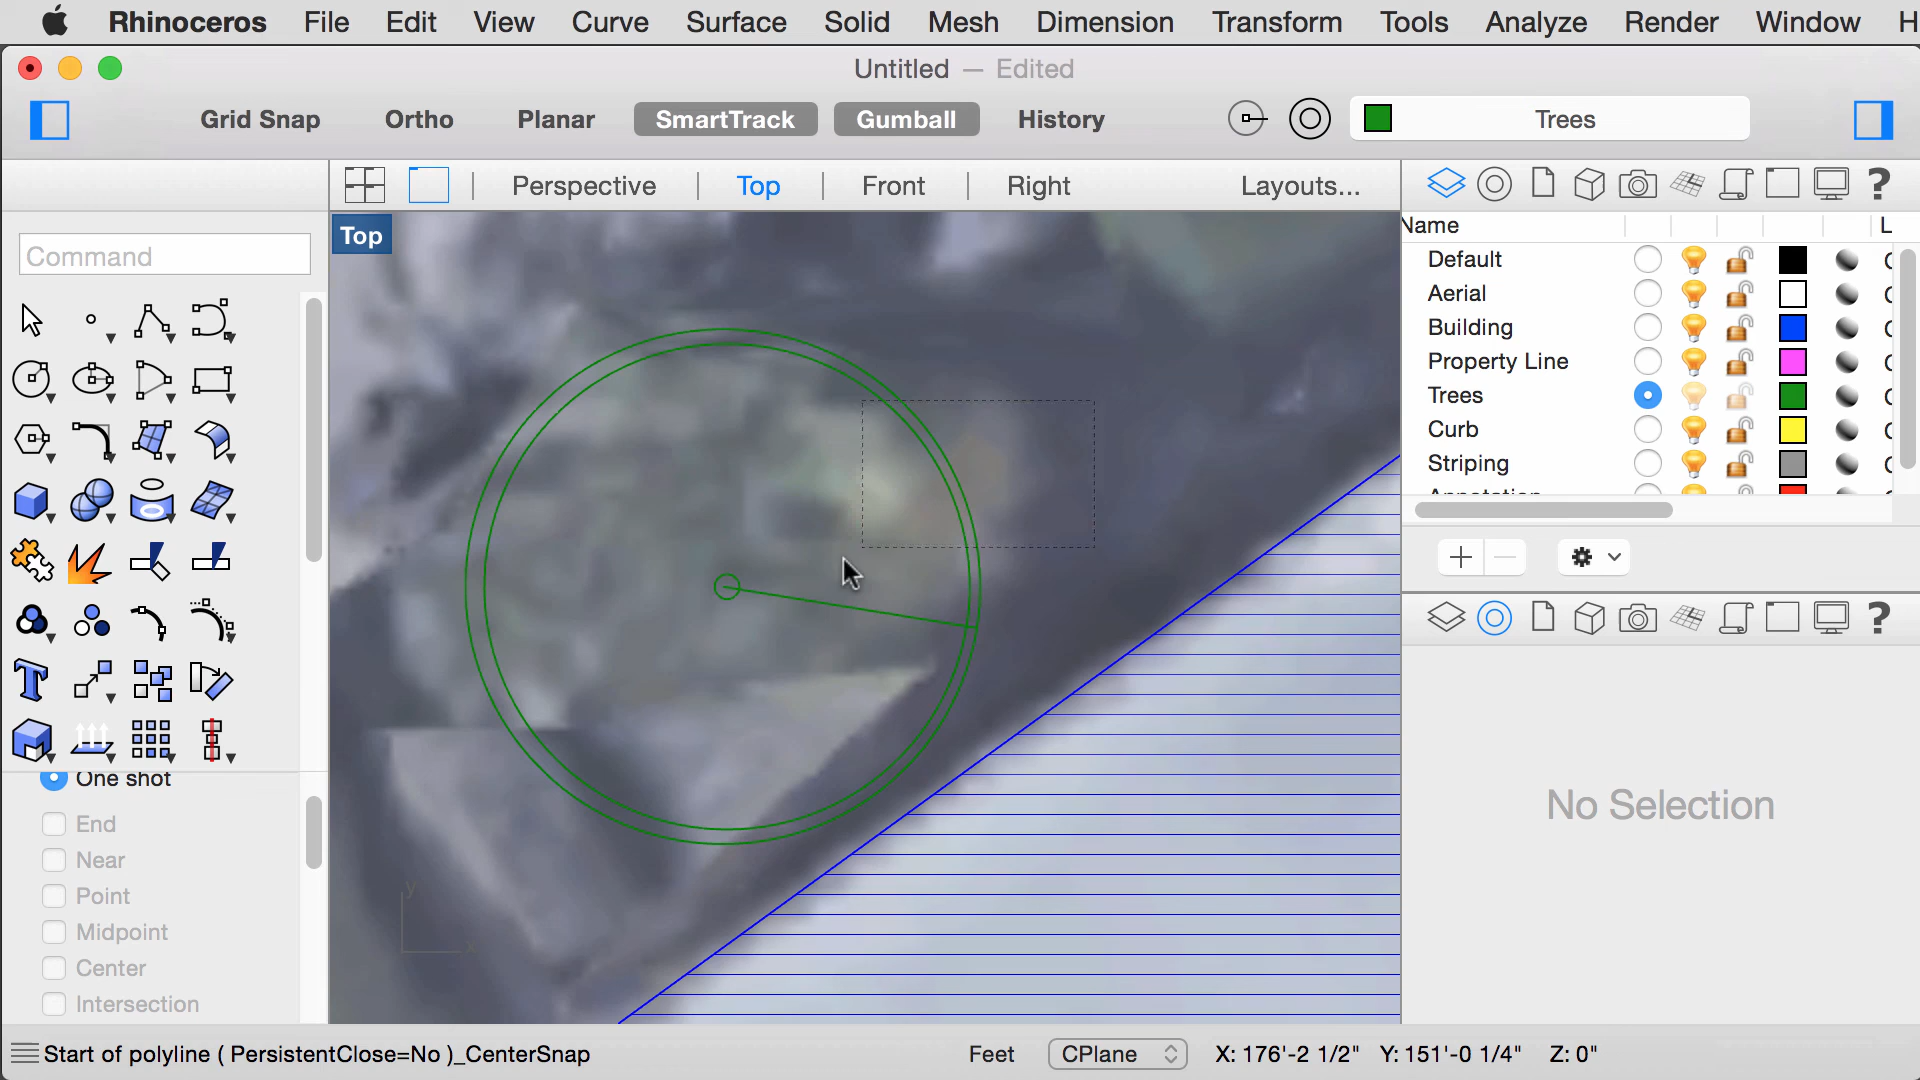 Rhinoceros File Edit View Curve Surface Solid Mesh Dimension Transform Tools Analyze Render Window H
Untitled — Edited
Grid Snap Ortho Planar SmartTrack Gumball History Trees
Perspective Top Front Right Layouts... ?
Top
Command
Name L
Default
Aerial
Building
Property Line
Trees
Curb
Striping
Annotation
?
No Selection
One shot
End
Near
Point
Midpoint
Center
Intersection
y
x
Start of polyline ( PersistentClose=No )_CenterSnap
Feet CPlane X: 176'-2 1/2" Y: 151'-0 1/4" Z: 0"